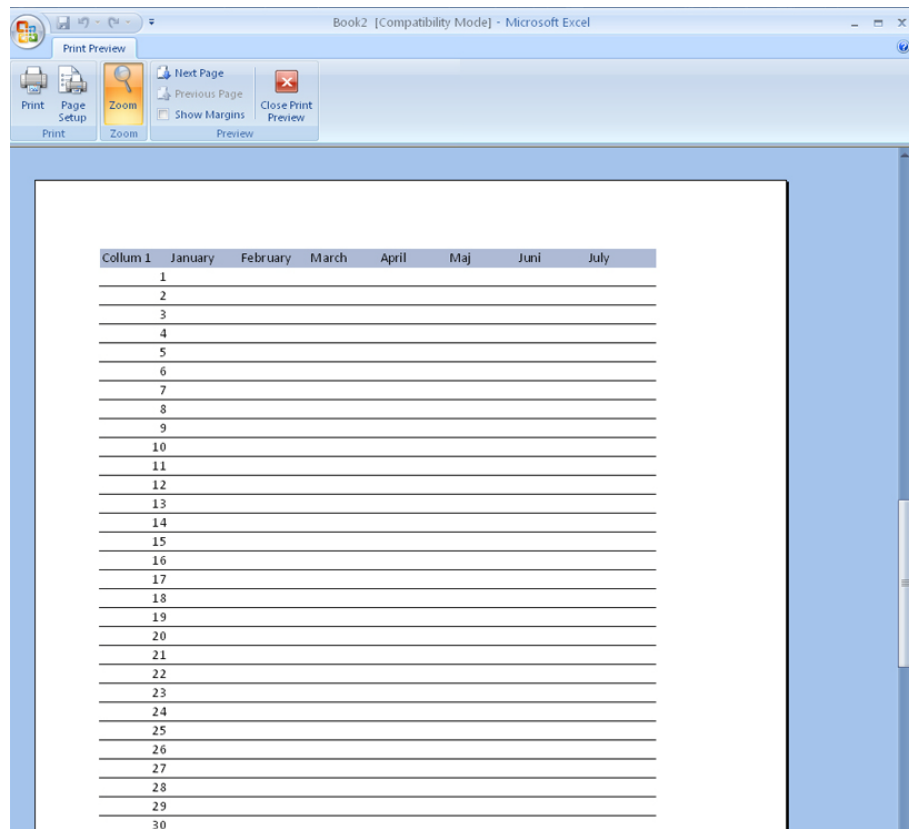 Book2 [Compatibility Mode] - Microsoft Excel
Print Preview
Print
Page Setup
Zoom
Next Page
Previous Page
Show Margins
Close Print Preview
Print
Zoom
Preview
Collum 1 January February March April Maj Juni July
1
2
3
4
5
6
7
8
9
10
11
12
13
14
15
16
17
18
19
20
21
22
23
24
25
26
27
28
29
30